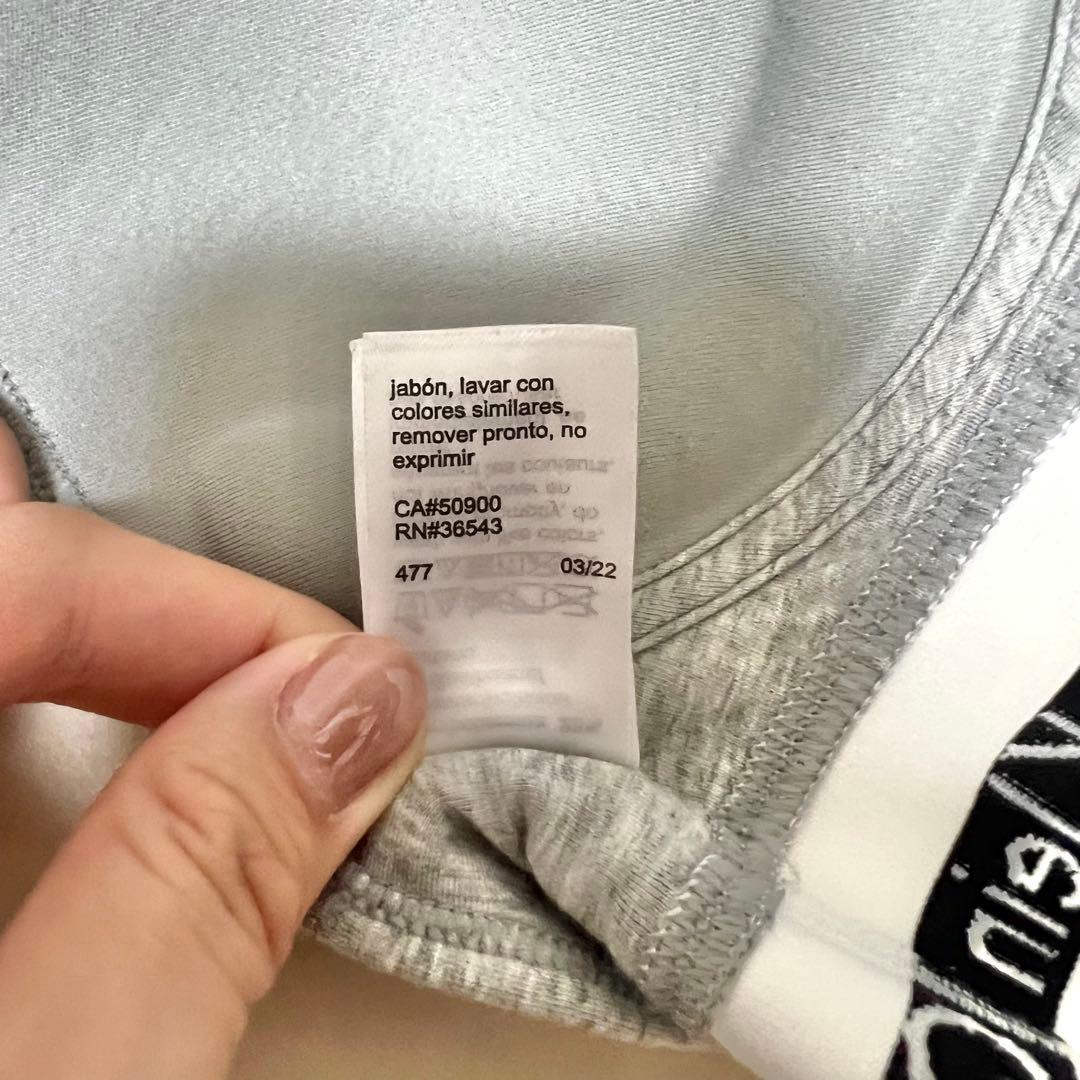 jabón, lavar con
colores similares,
remover pronto, no
exprimir
CA#50900
RN#36543
477 03/22